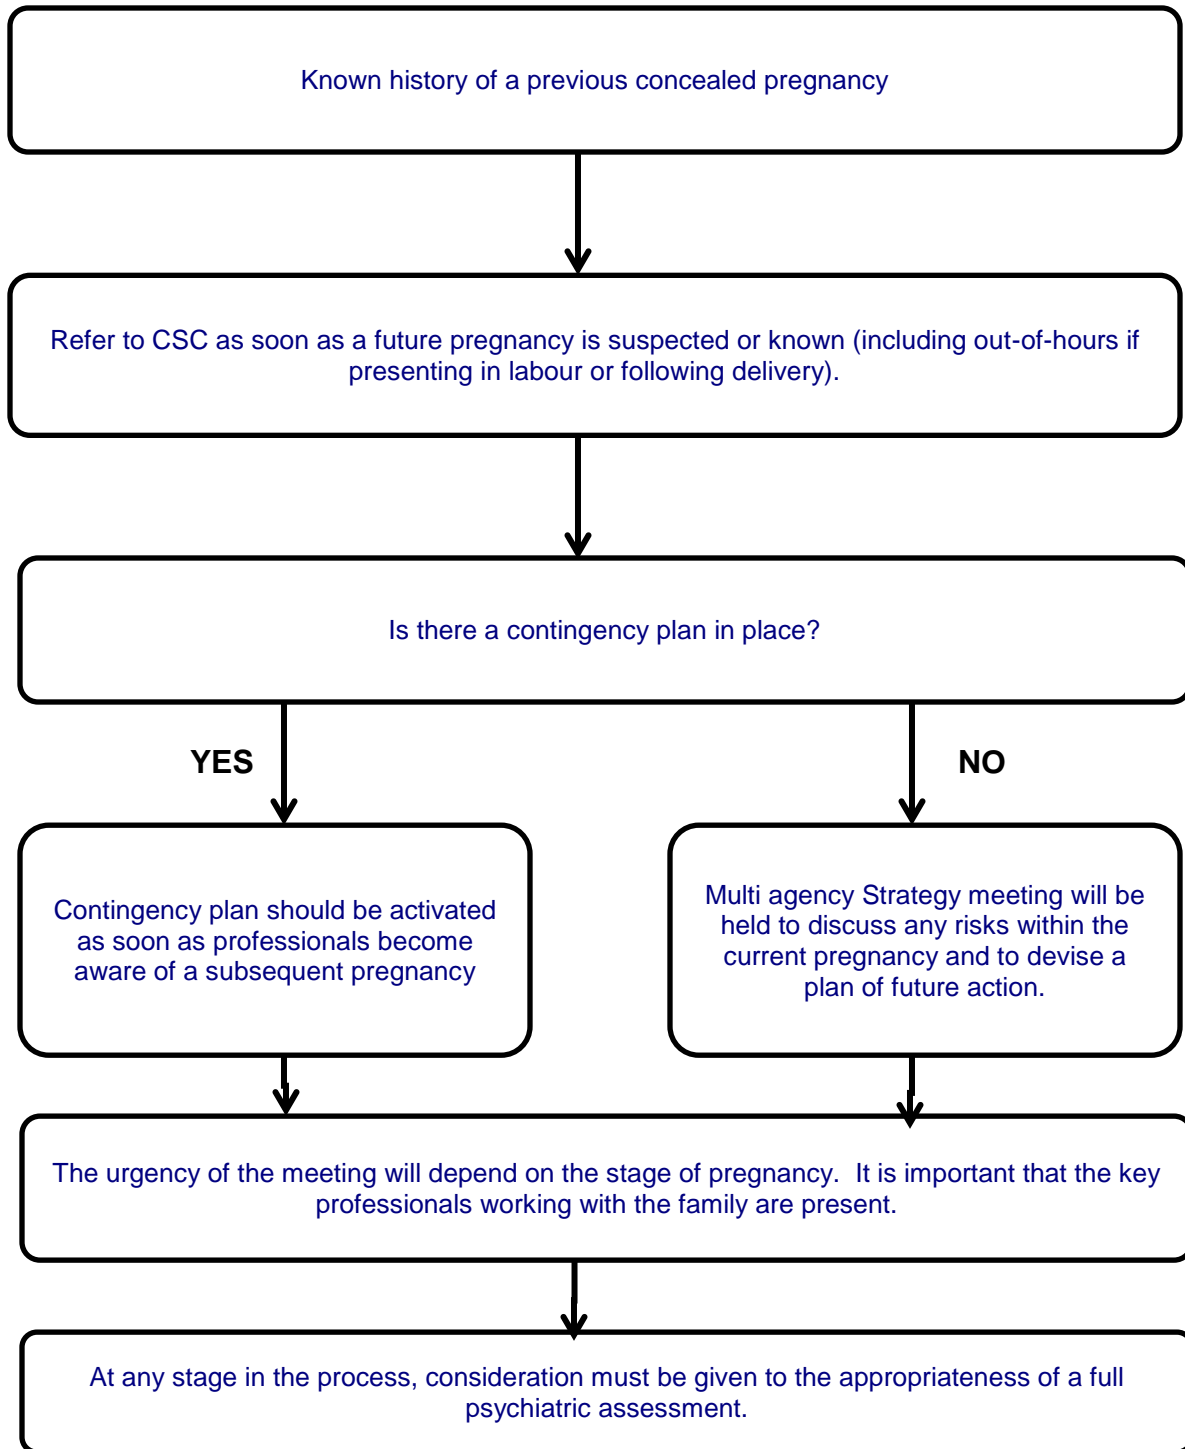 Known history of a previous concealed pregnancy
Refer to CSC as soon as a future pregnancy is suspected or known (including out-of-hours if
presenting in labour or following delivery).
Is there a contingency plan in place?
YES
NO
Contingency plan should be activated
as soon as professionals become
aware of a subsequent pregnancy
Multi agency Strategy meeting will be
held to discuss any risks within the
current pregnancy and to devise a
plan of future action.
The urgency of the meeting will depend on the stage of pregnancy.  It is important that the key
professionals working with the family are present.
At any stage in the process, consideration must be given to the appropriateness of a full
psychiatric assessment.